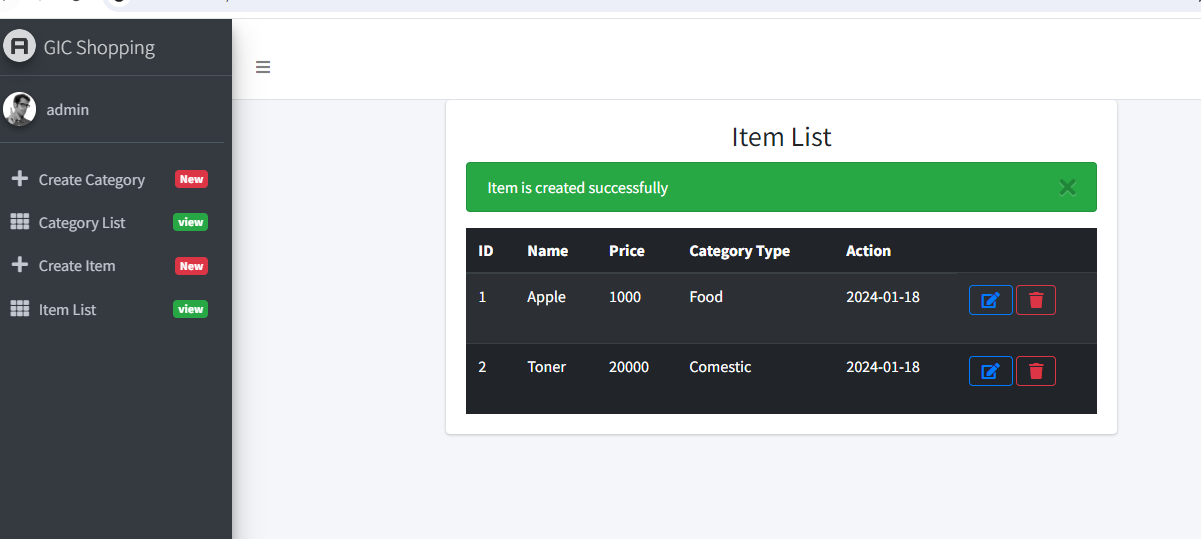 GIC Shopping
admin
Create Category New
Category List view
Create Item New
Item List view
Item List
Item is created successfully
ID Name Price Category Type Action
1 Apple 1000 Food 2024-01-18
2 Toner 20000 Comestic 2024-01-18